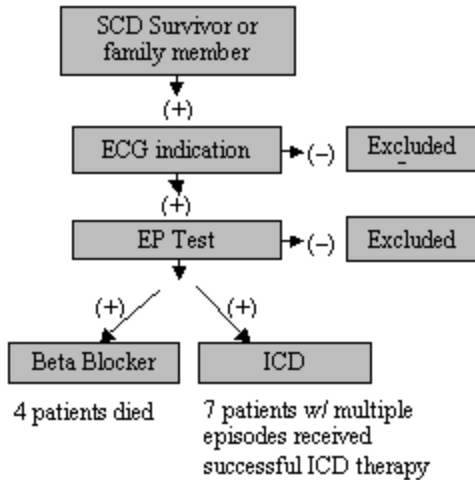 SCD Survivor or
family member
(+)
ECG indication
(–)
Excluded
(+)
EP Test
(–)
Excluded
(+)
(+)
Beta Blocker
ICD
4 patients died
7 patients w/ multiple
episodes received
successful ICD therapy